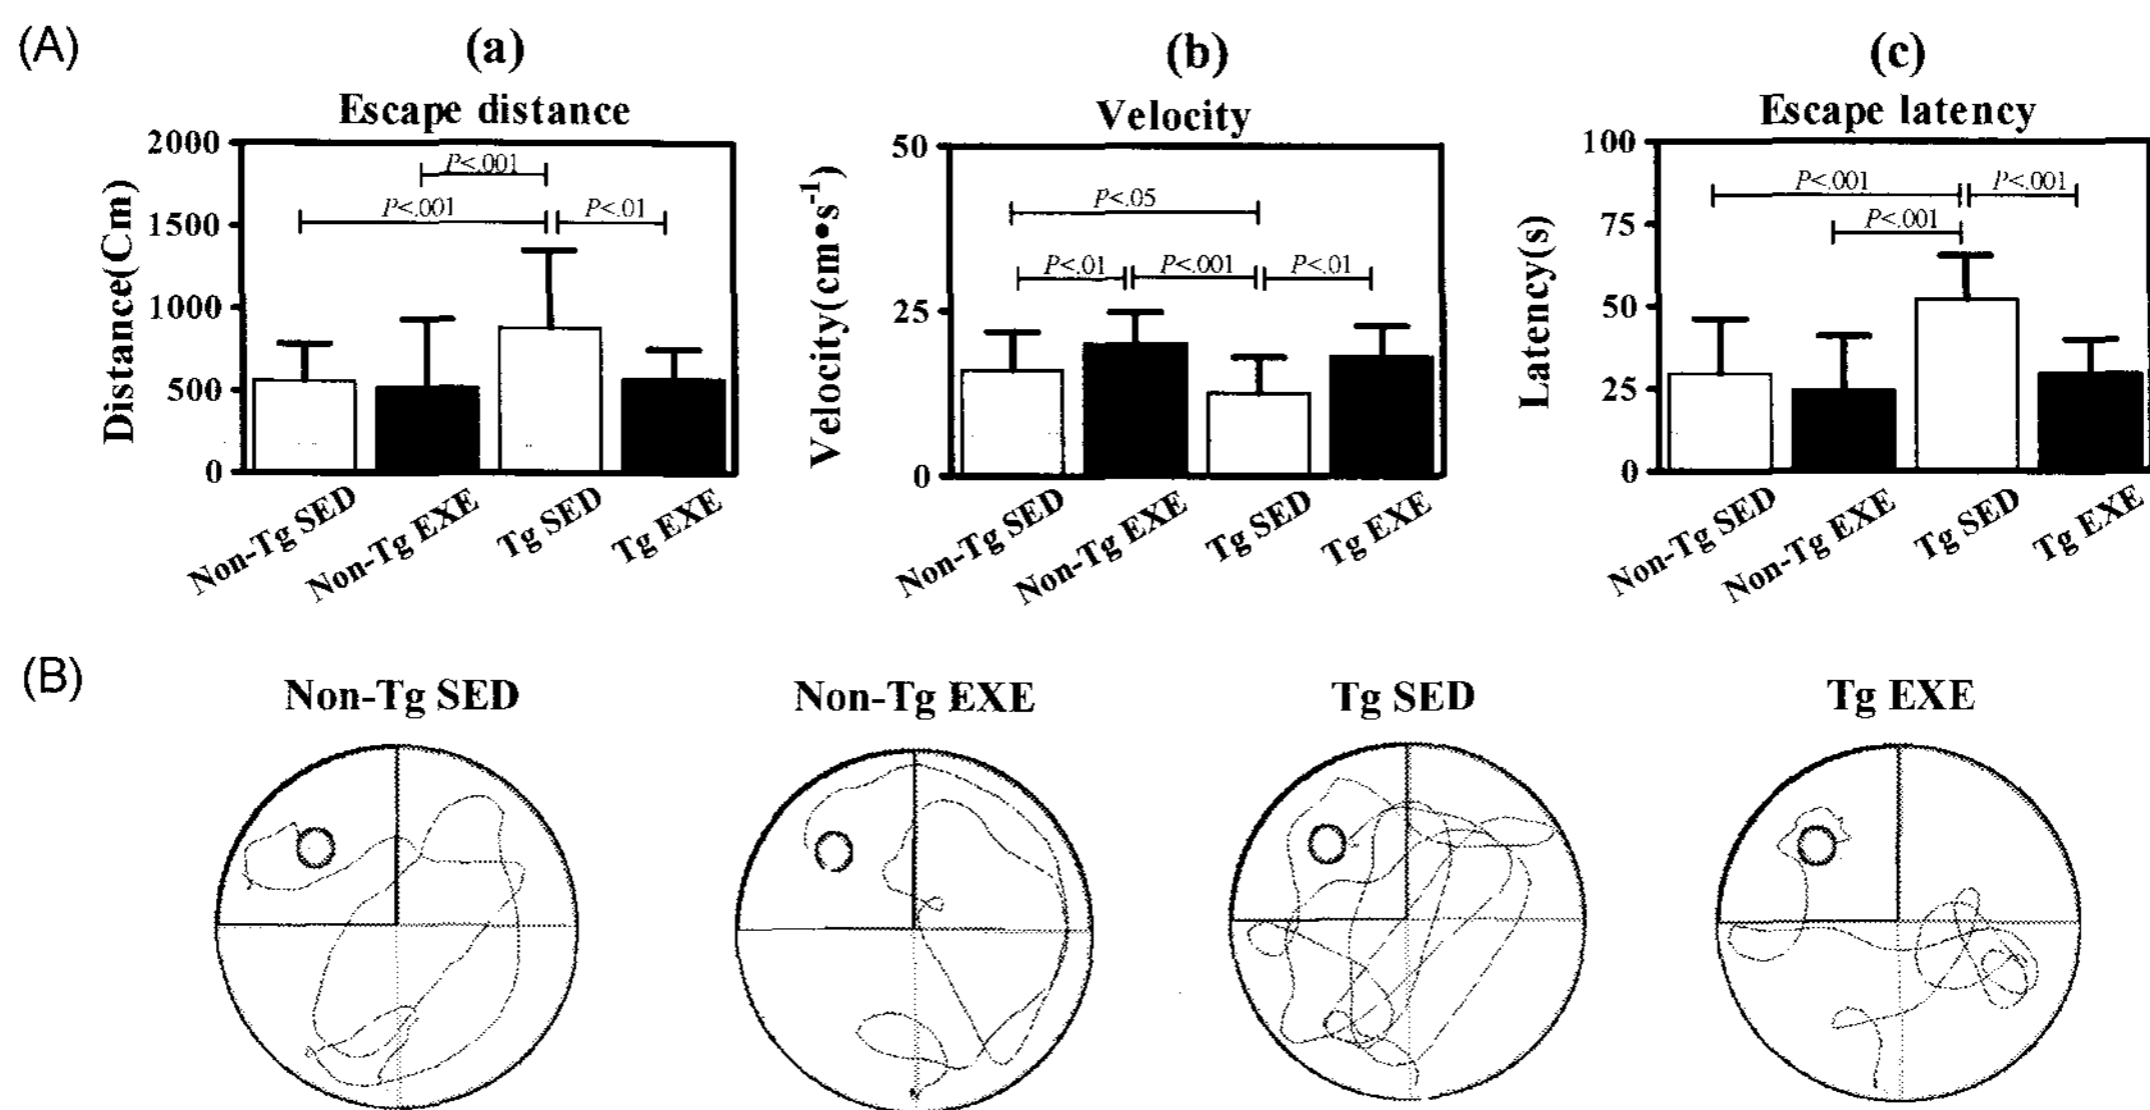 (A)
(a)
(b)
(c)
Escape distance
Velocity
Escape latency
Distance(Cm)
2000
1500
1000
500
0
P<.001
P<.001
P<.01
Non-Tg SED
Non-Tg EXE
Tg SED
Tg EXE
Velocity(cm•s-1)
50
25
0
P<.05
P<.01
P<.001
P<.01
Non-Tg SED
Non-Tg EXE
Tg SED
Tg EXE
Latency(s)
100
75
50
25
0
P<.001
P<.001
P<.001
Non-Tg SED
Non-Tg EXE
Tg SED
Tg EXE
(B)
Non-Tg SED
Non-Tg EXE
Tg SED
Tg EXE